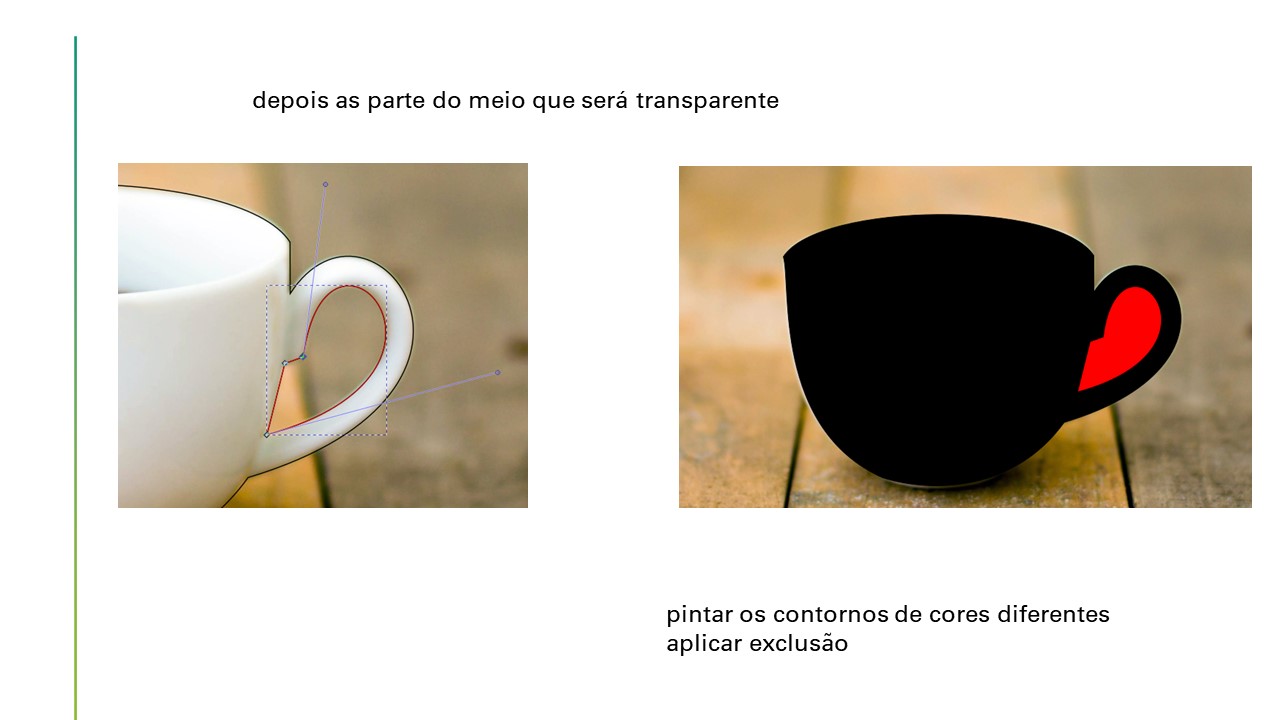 depois as parte do meio que será transparente
pintar os contornos de cores diferentes
aplicar exclusão